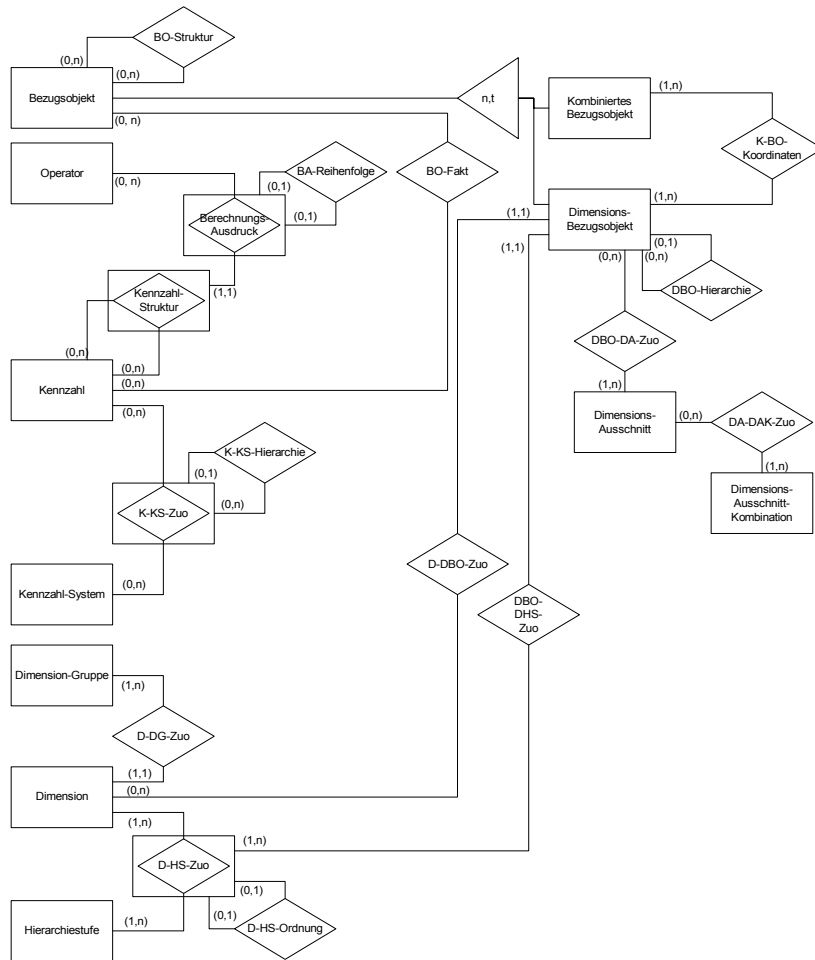 BO-Struktur
(0,n)
(0,n)
Bezugsobjekt
(0, n)
n,t
Kombiniertes
Bezugsobjekt
(1,n)
K-BO-
Koordinaten
Operator
(0, n)
BA-Reihenfolge
(0,1)
(0,1)
Berechnungs-
Ausdruck
BO-Fakt
(1,n)
Dimensions-
Bezugsobjekt
(1,1)
(1,1)
(0,n)
(0,1)
(0,n)
DBO-Hierarchie
Kennzahl-
Struktur
(1,1)
DBO-DA-Zuo
(0,n)
(0,n)
(0,n)
Kennzahl
(0,n)
(1,n)
Dimensions-
Ausschnitt
(0,n)
DA-DAK-Zuo
(1,n)
Dimensions-
Ausschnitt-
Kombination
K-KS-Hierarchie
(0,1)
(0,n)
K-KS-Zuo
D-DBO-Zuo
Kennzahl-System
(0,n)
DBO-
DHS-
Zuo
Dimension-Gruppe
(1,n)
D-DG-Zuo
(1,1)
Dimension
(0,n)
(1,n)
(1,n)
D-HS-Zuo
(0,1)
(0,1)
Hierarchiestufe
(1,n)
D-HS-Ordnung